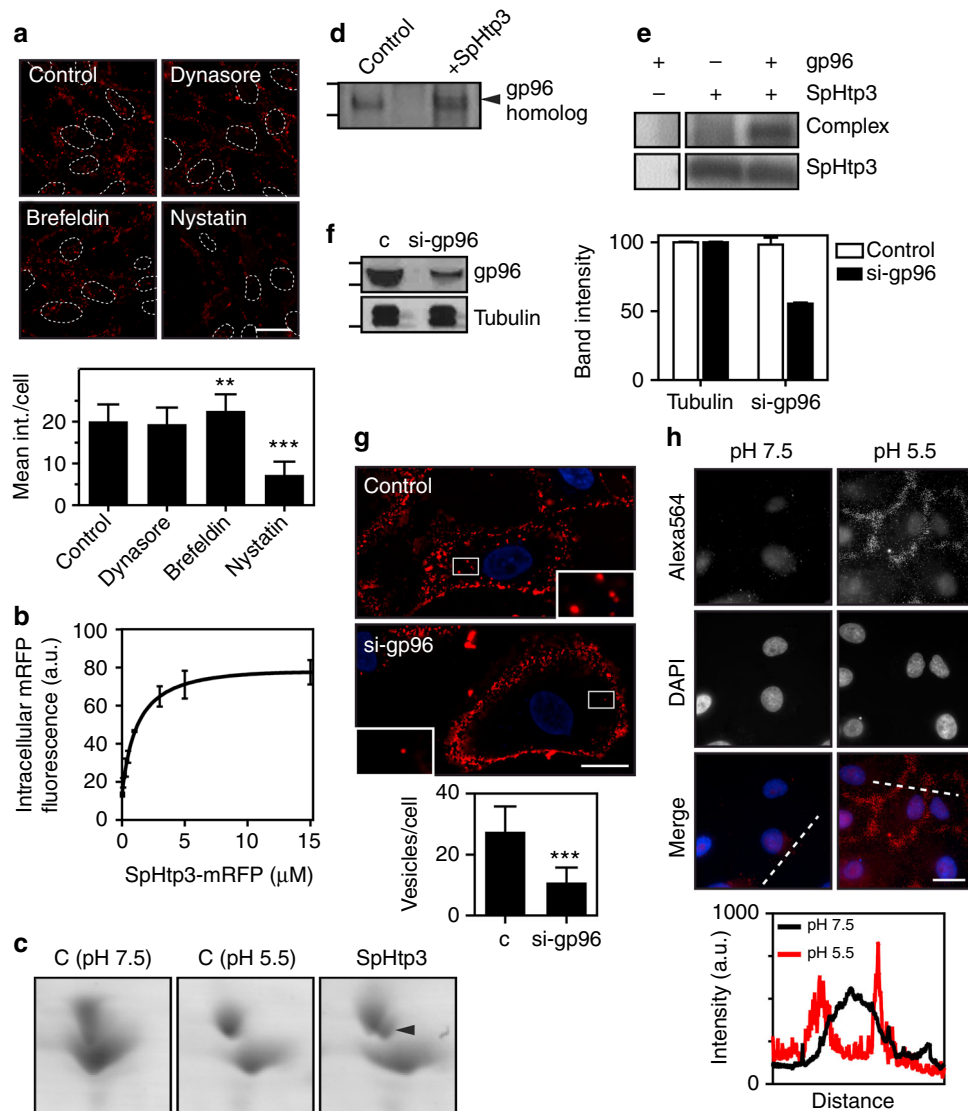 a
Control
Dynasore
Brefeldin
Nystatin
Mean int./cell
20
10
0
**
***
Control
Dynasore
Brefeldin
Nystatin
b
Intracellular mRFP
fluorescence (a.u.)
100
80
60
40
20
0
0
5
10
15
SpHtp3-mRFP (μM)
c
C (pH 7.5)
C (pH 5.5)
SpHtp3
d
Control
+SpHtp3
gp96
homolog
e
+ − + gp96
− + + SpHtp3
Complex
SpHtp3
f
c si-gp96
gp96
Tubulin
Band intensity
100
50
0
Control
si-gp96
Tubulin
si-gp96
g
Control
si-gp96
Vesicles/cell
40
20
0
***
c
si-gp96
h
pH 7.5
pH 5.5
Alexa564
DAPI
Merge
Intensity (a.u.)
1000
0
pH 7.5
pH 5.5
Distance